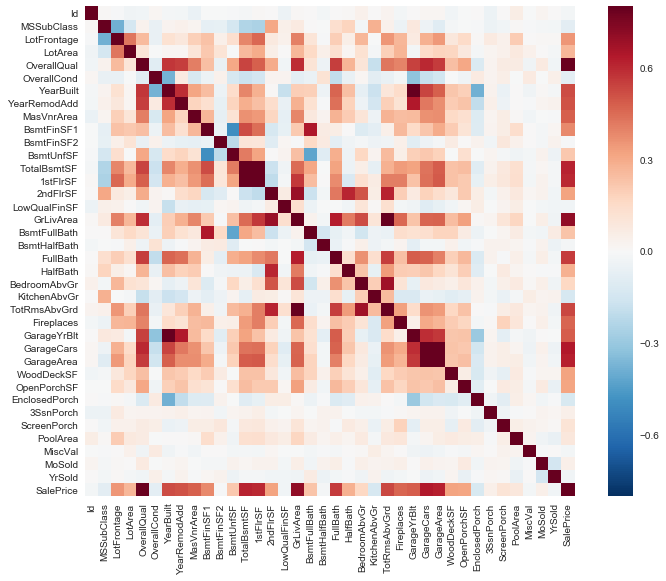 Id
MSSubClass
LotFrontage
LotArea
OverallQual
OverallCond
YearBuilt
YearRemodAdd
MasVnrArea
BsmtFinSF1
BsmtFinSF2
BsmtUnfSF
TotalBsmtSF
1stFlrSF
2ndFlrSF
LowQualFinSF
GrLivArea
BsmtFullBath
BsmtHalfBath
FullBath
HalfBath
BedroomAbvGr
KitchenAbvGr
TotRmsAbvGrd
Fireplaces
GarageYrBlt
GarageCars
GarageArea
WoodDeckSF
OpenPorchSF
EnclosedPorch
3SsnPorch
ScreenPorch
PoolArea
MiscVal
MoSold
YrSold
SalePrice
Id
MSSubClass
LotFrontage
LotArea
OverallQual
OverallCond
YearBuilt
YearRemodAdd
MasVnrArea
BsmtFinSF1
BsmtFinSF2
BsmtUnfSF
TotalBsmtSF
1stFlrSF
2ndFlrSF
LowQualFinSF
GrLivArea
BsmtFullBath
BsmtHalfBath
FullBath
HalfBath
BedroomAbvGr
KitchenAbvGr
TotRmsAbvGrd
Fireplaces
GarageYrBlt
GarageCars
GarageArea
WoodDeckSF
OpenPorchSF
EnclosedPorch
3SsnPorch
ScreenPorch
PoolArea
MiscVal
MoSold
YrSold
SalePrice
0.6
0.3
0.0
−0.3
−0.6